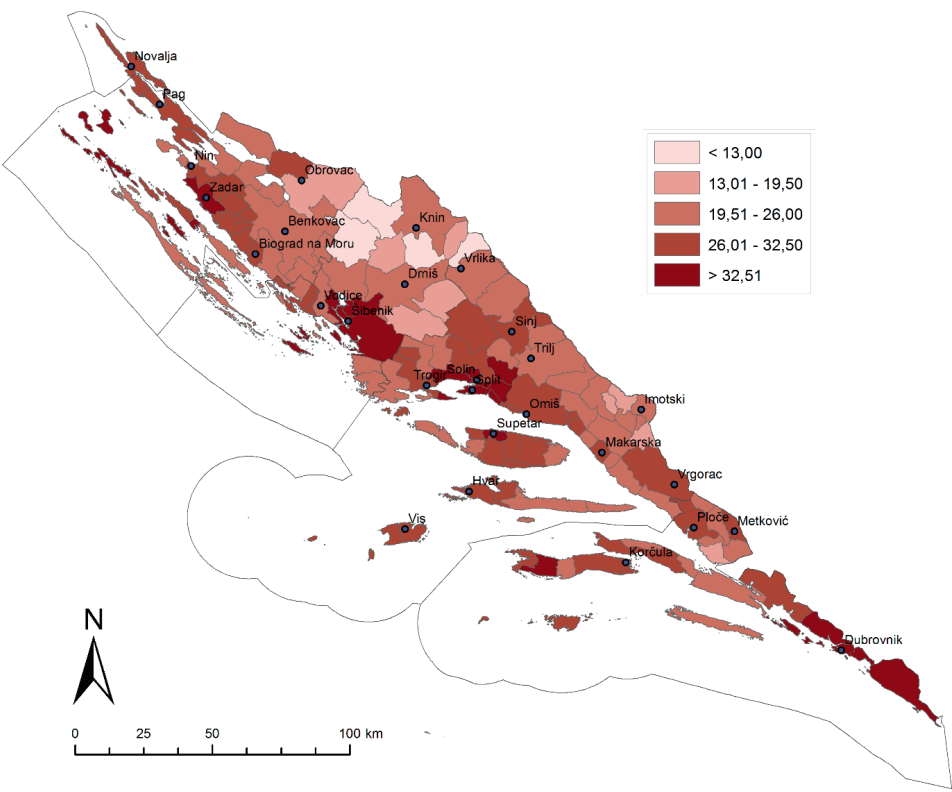 Novalja
Pag
Nin
Obrovac
Zadar
Benkovac
Knin
Biograd na Moru
Vrlika
Drniš
Vodice
Šibenik
Sinj
Trilj
Trogir
Solin
Split
Omiš
Imotski
Supetar
Makarska
Hvar
Vrgorac
Vis
Ploče
Metković
Korčula
Dubrovnik
< 13,00
13,01 - 19,50
19,51 - 26,00
26,01 - 32,50
> 32,51
N
0 25 50 100 km